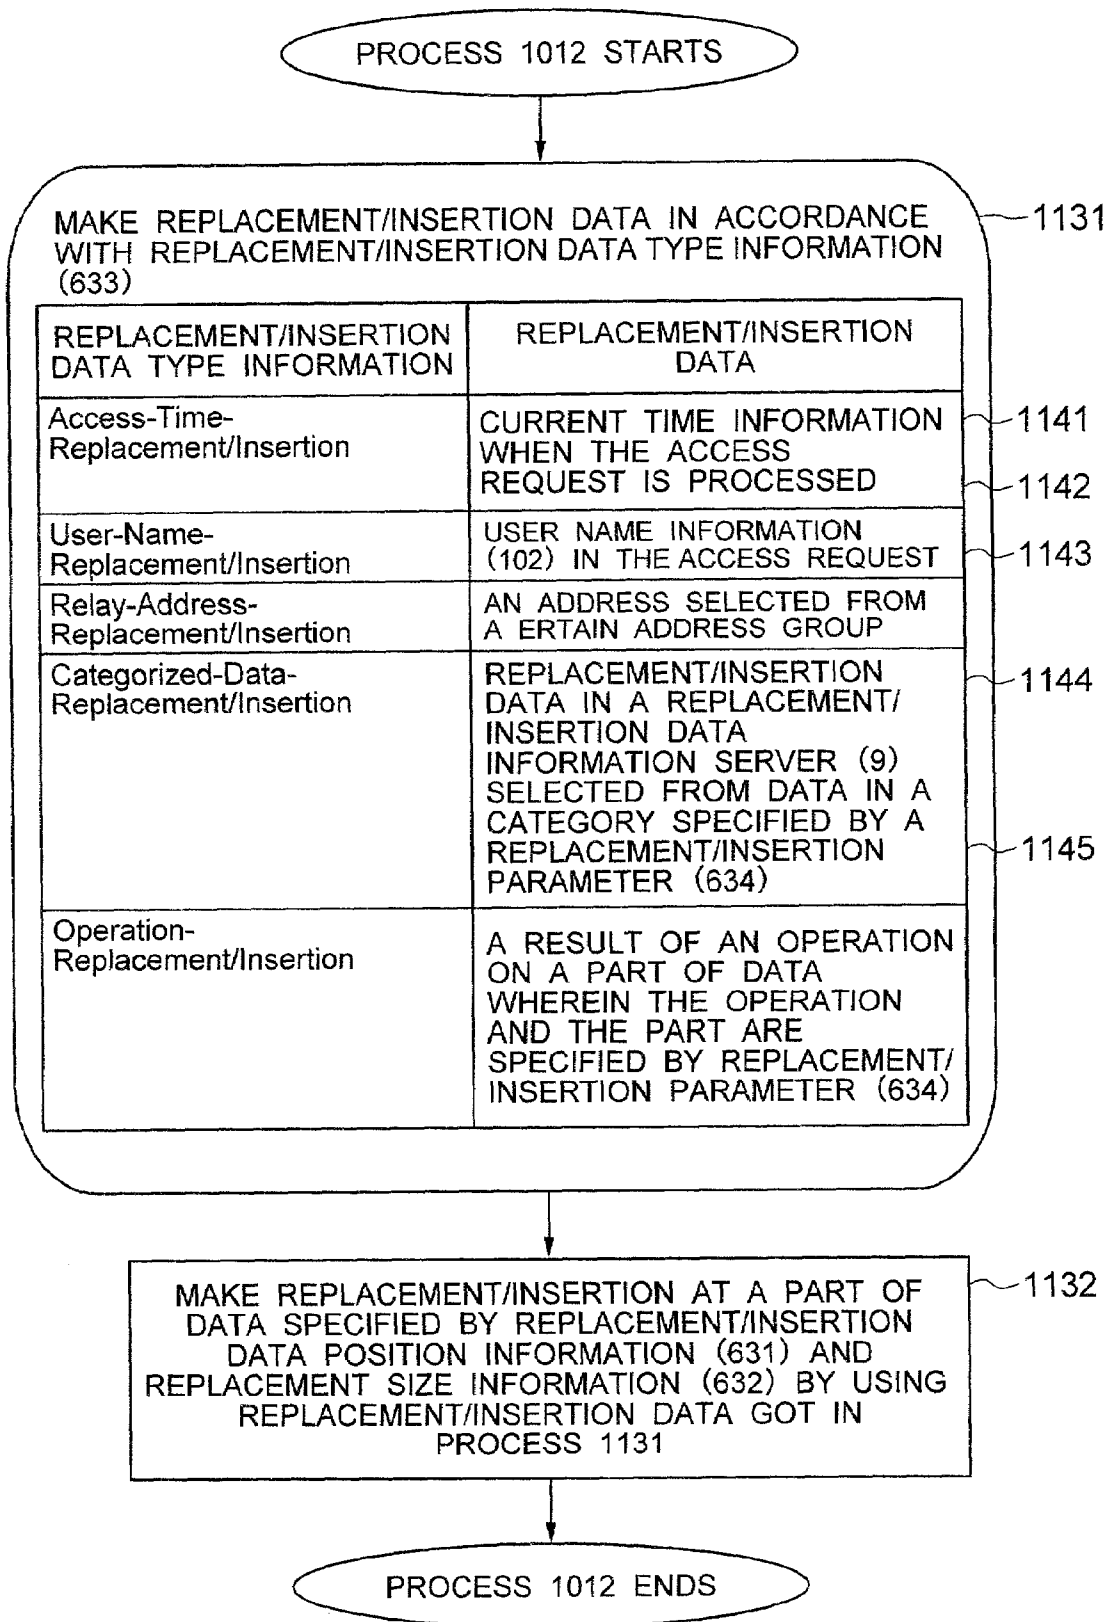 PROCESS 1012 STARTS
MAKE REPLACEMENT/INSERTION DATA IN ACCORDANCE
WITH REPLACEMENT/INSERTION DATA TYPE INFORMATION
(633)
1131
REPLACEMENT/INSERTION
DATA TYPE INFORMATION
REPLACEMENT/INSERTION
DATA
Access-Time-
Replacement/Insertion
CURRENT TIME INFORMATION
WHEN THE ACCESS
REQUEST IS PROCESSED
1141
1142
User-Name-
Replacement/Insertion
USER NAME INFORMATION
(102) IN THE ACCESS REQUEST
1143
Relay-Address-
Replacement/Insertion
AN ADDRESS SELECTED FROM
A ERTAIN ADDRESS GROUP
Categorized-Data-
Replacement/Insertion
REPLACEMENT/INSERTION
DATA IN A REPLACEMENT/
INSERTION DATA
INFORMATION SERVER (9)
SELECTED FROM DATA IN A
CATEGORY SPECIFIED BY A
REPLACEMENT/INSERTION
PARAMETER (634)
1144
1145
Operation-
Replacement/Insertion
A RESULT OF AN OPERATION
ON A PART OF DATA
WHEREIN THE OPERATION
AND THE PART ARE
SPECIFIED BY REPLACEMENT/
INSERTION PARAMETER (634)
MAKE REPLACEMENT/INSERTION AT A PART OF
DATA SPECIFIED BY REPLACEMENT/INSERTION
DATA POSITION INFORMATION (631) AND
REPLACEMENT SIZE INFORMATION (632) BY USING
REPLACEMENT/INSERTION DATA GOT IN
PROCESS 1131
1132
PROCESS 1012 ENDS